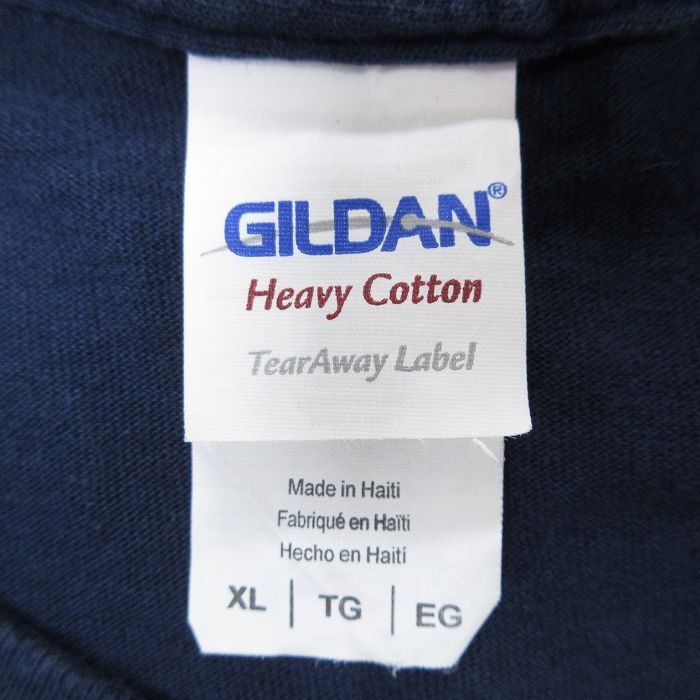 GILDAN®
Heavy Cotton
TearAway Label
Made in Haiti
Fabriqué en Haïti
Hecho en Haití
XL | TG | EG